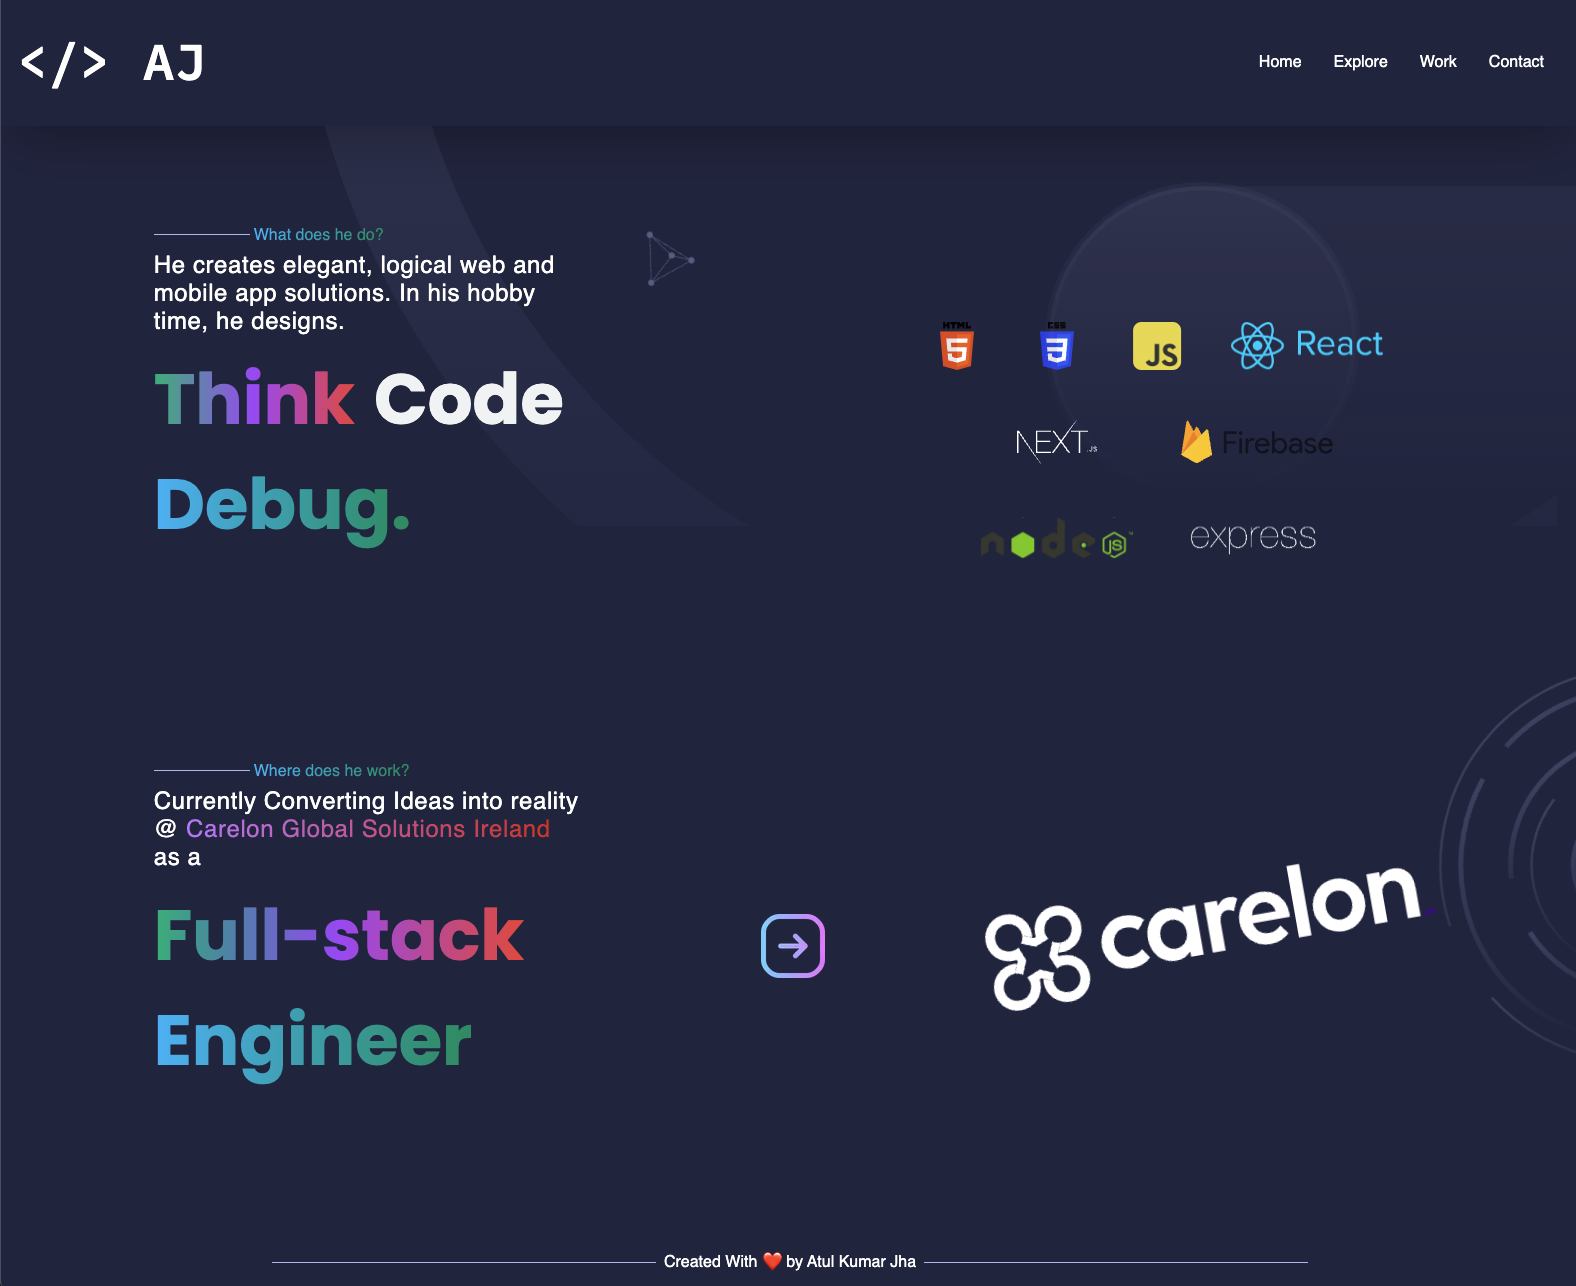 </> AJ
Home Explore Work Contact
What does he do?
He creates elegant, logical web and
mobile app solutions. In his hobby
time, he designs.
Think Code
Debug.
HTML
5
CSS
3
JS
React
NEXT.JS
Firebase
node JS ™
express
Where does he work?
Currently Converting Ideas into reality
@ Carelon Global Solutions Ireland
as a
Full-stack
Engineer
carelon
Created With ❤️ by Atul Kumar Jha